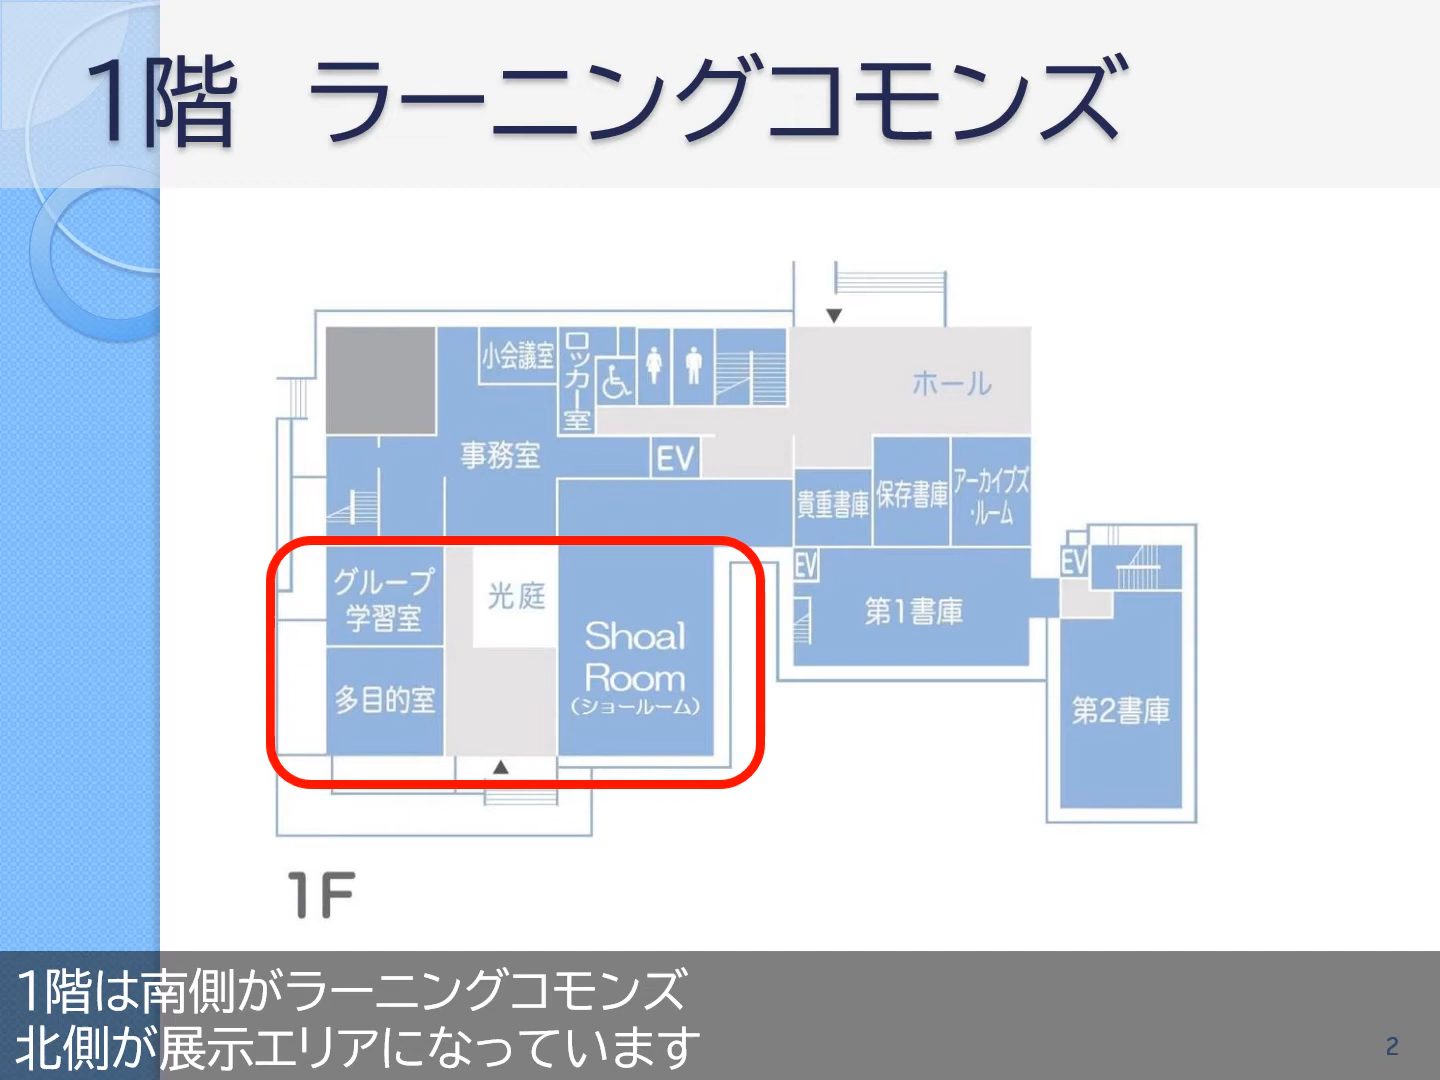 1階　ラーニングコモンズ
小会議室
ロッカー室
ホール
事務室
EV
貴重書庫
保存書庫
アーカイブズ
・ルーム
グループ
学習室
光庭
EV
第1書庫
EV
Shoal
Room
（ショールーム）
多目的室
第2書庫
1F
1階は南側がラーニングコモンズ
北側が展示エリアになっています
2